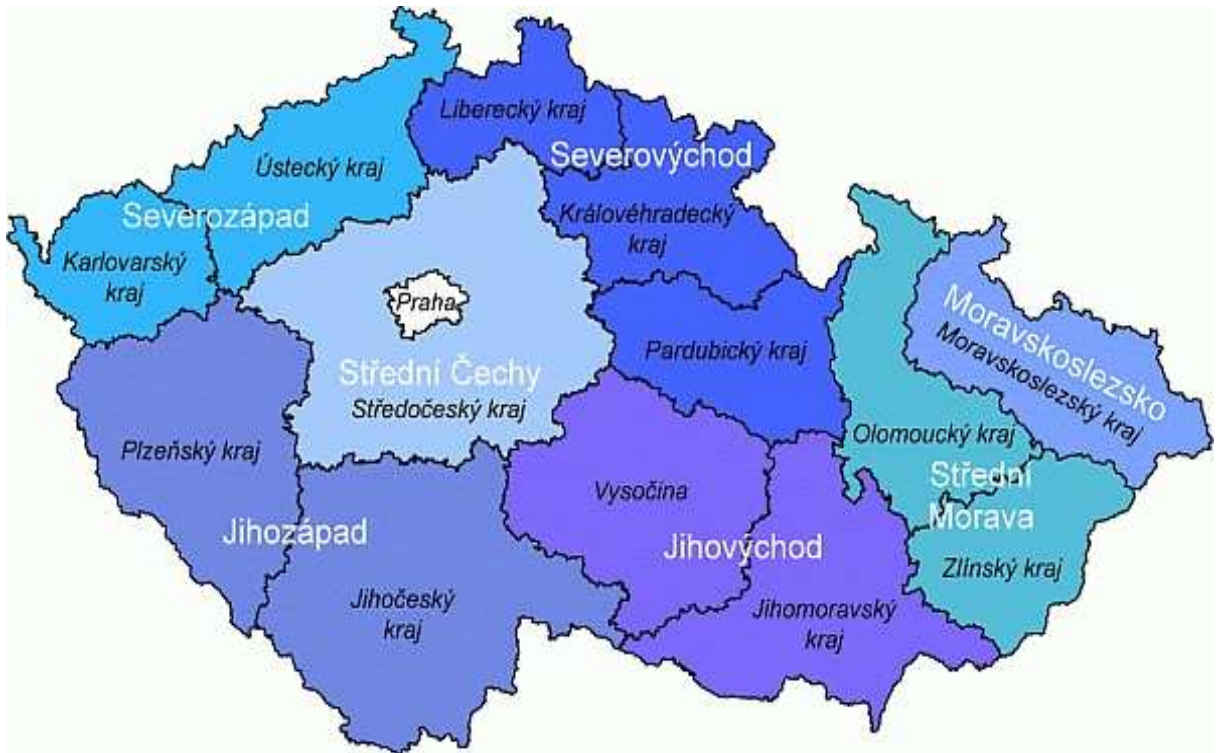 Liberecký kraj
Severovýchod
Ústecký kraj
Severozápad
Královéhradecký
kraj
Karlovarský
kraj
Praha
Moravskoslezsko
Moravskoslezský kraj
Pardubický kraj
Střední Čechy
Středočeský kraj
Plzeňský kraj
Olomoucký kraj
Střední
Morava
Vysočina
Jihozápad
Jihovýchod
Zlínský kraj
Jihočeský
kraj
Jihomoravský
kraj